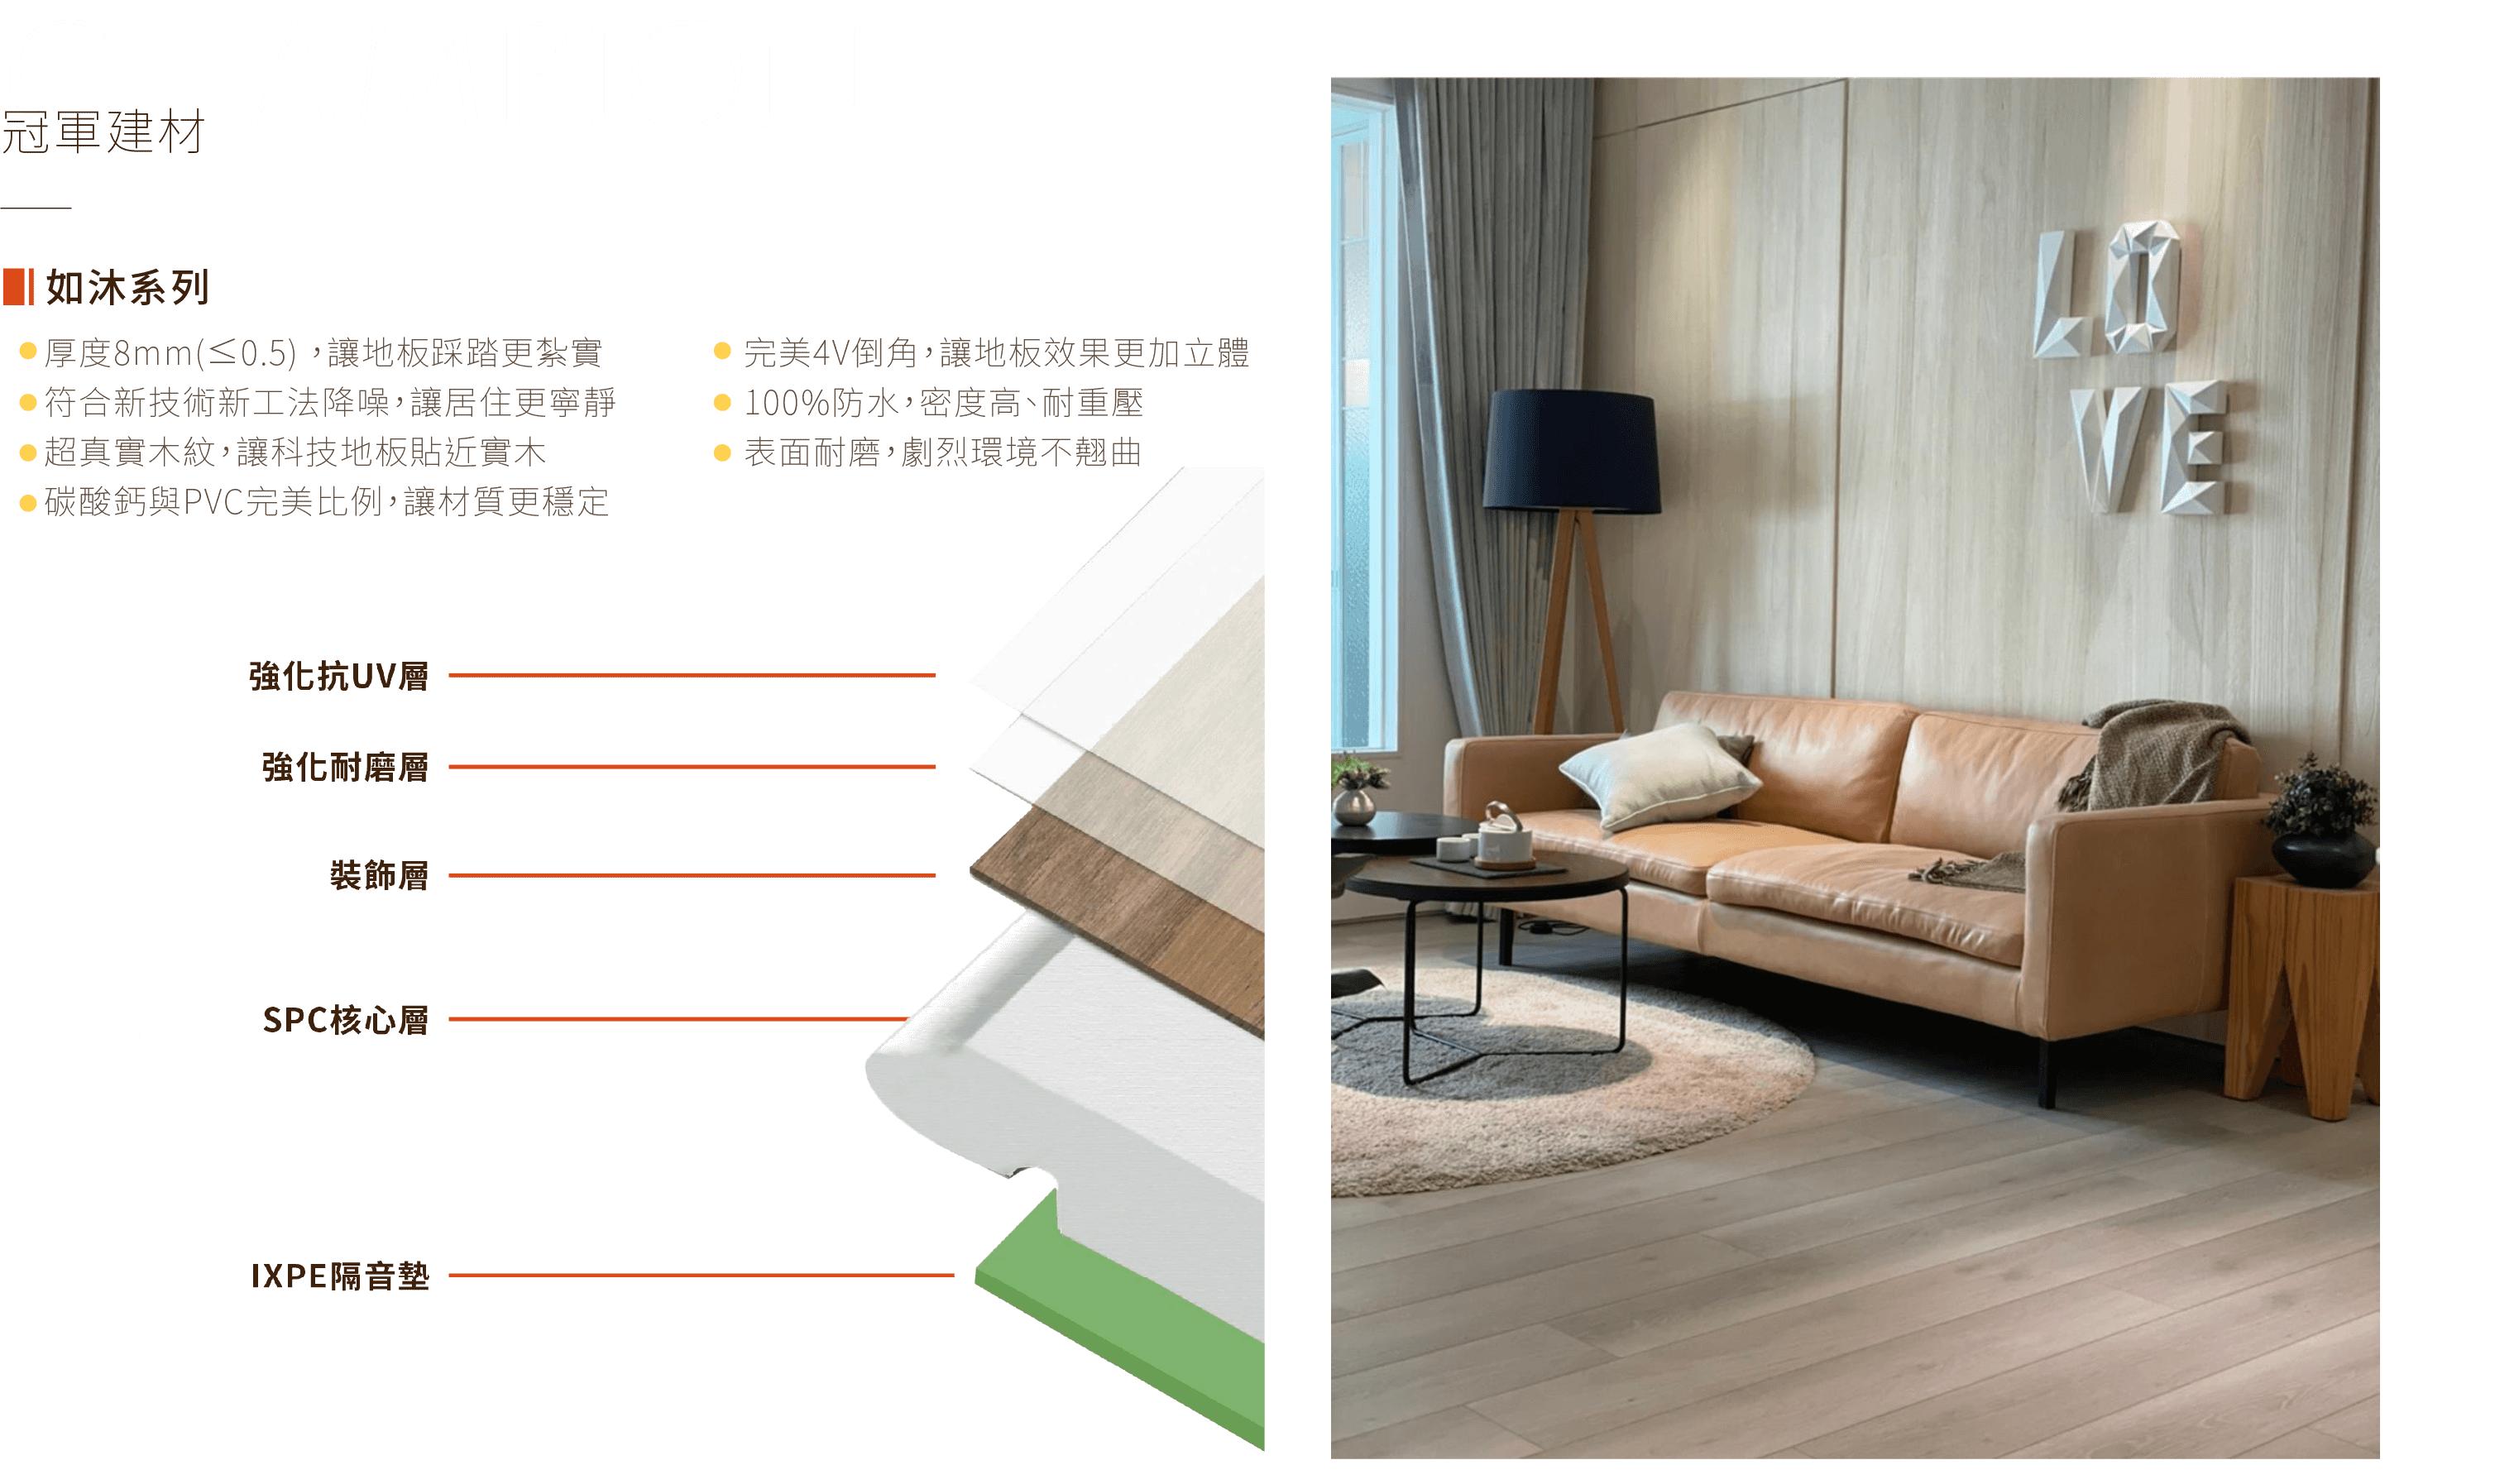 冠軍建材
如沐系列
厚度8mm(≦0.5)，讓地板踩踏更紮實
符合新技術新工法降噪，讓居住更寧靜
超真實木紋，讓科技地板貼近實木
碳酸鈣與PVC完美比例，讓材質更穩定
完美4V倒角，讓地板效果更加立體
100%防水，密度高、耐重壓
表面耐磨，劇烈環境不翹曲
強化抗UV層
強化耐磨層
裝飾層
SPC核心層
IXPE隔音墊
LO
VE